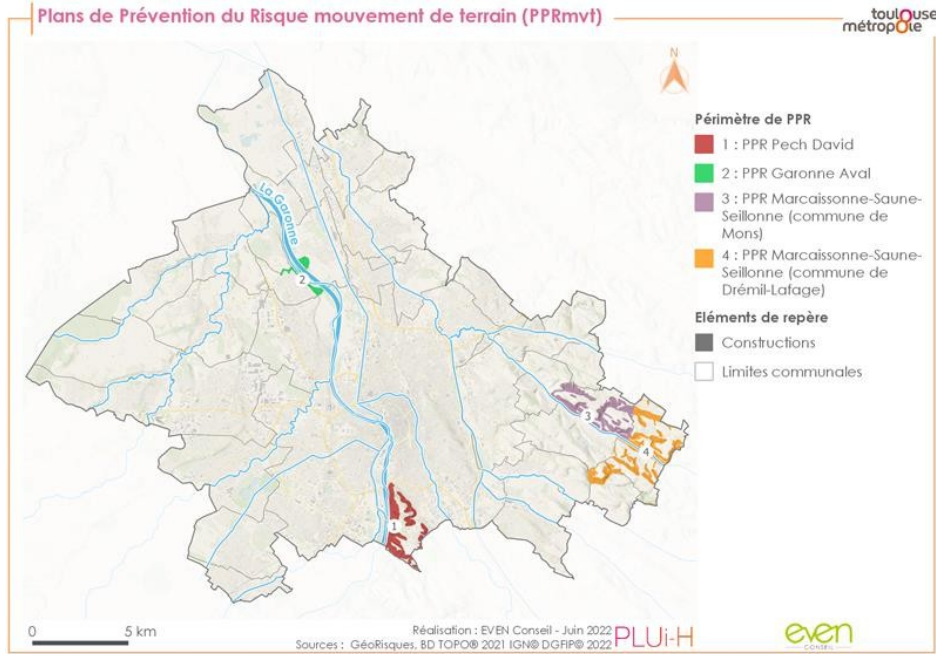 Plans de Prévention du Risque mouvement de terrain (PPRmvt)
toulouse
métropole
N
La Garonne
2
3
4
1
Périmètre de PPR
1 : PPR Pech David
2 : PPR Garonne Aval
3 : PPR Marcaissonne-Saune-
Seillonne (commune de
Mons)
4 : PPR Marcaissonne-Saune-
Seillonne (commune de
Drémil-Lafage)
Eléments de repère
Constructions
Limites communales
0 5 km
Réalisation : EVEN Conseil - Juin 2022
Sources : GéoRisques, BD TOPO® 2021 IGN© DGFIP© 2022
PLUi-H
even
CONSEIL